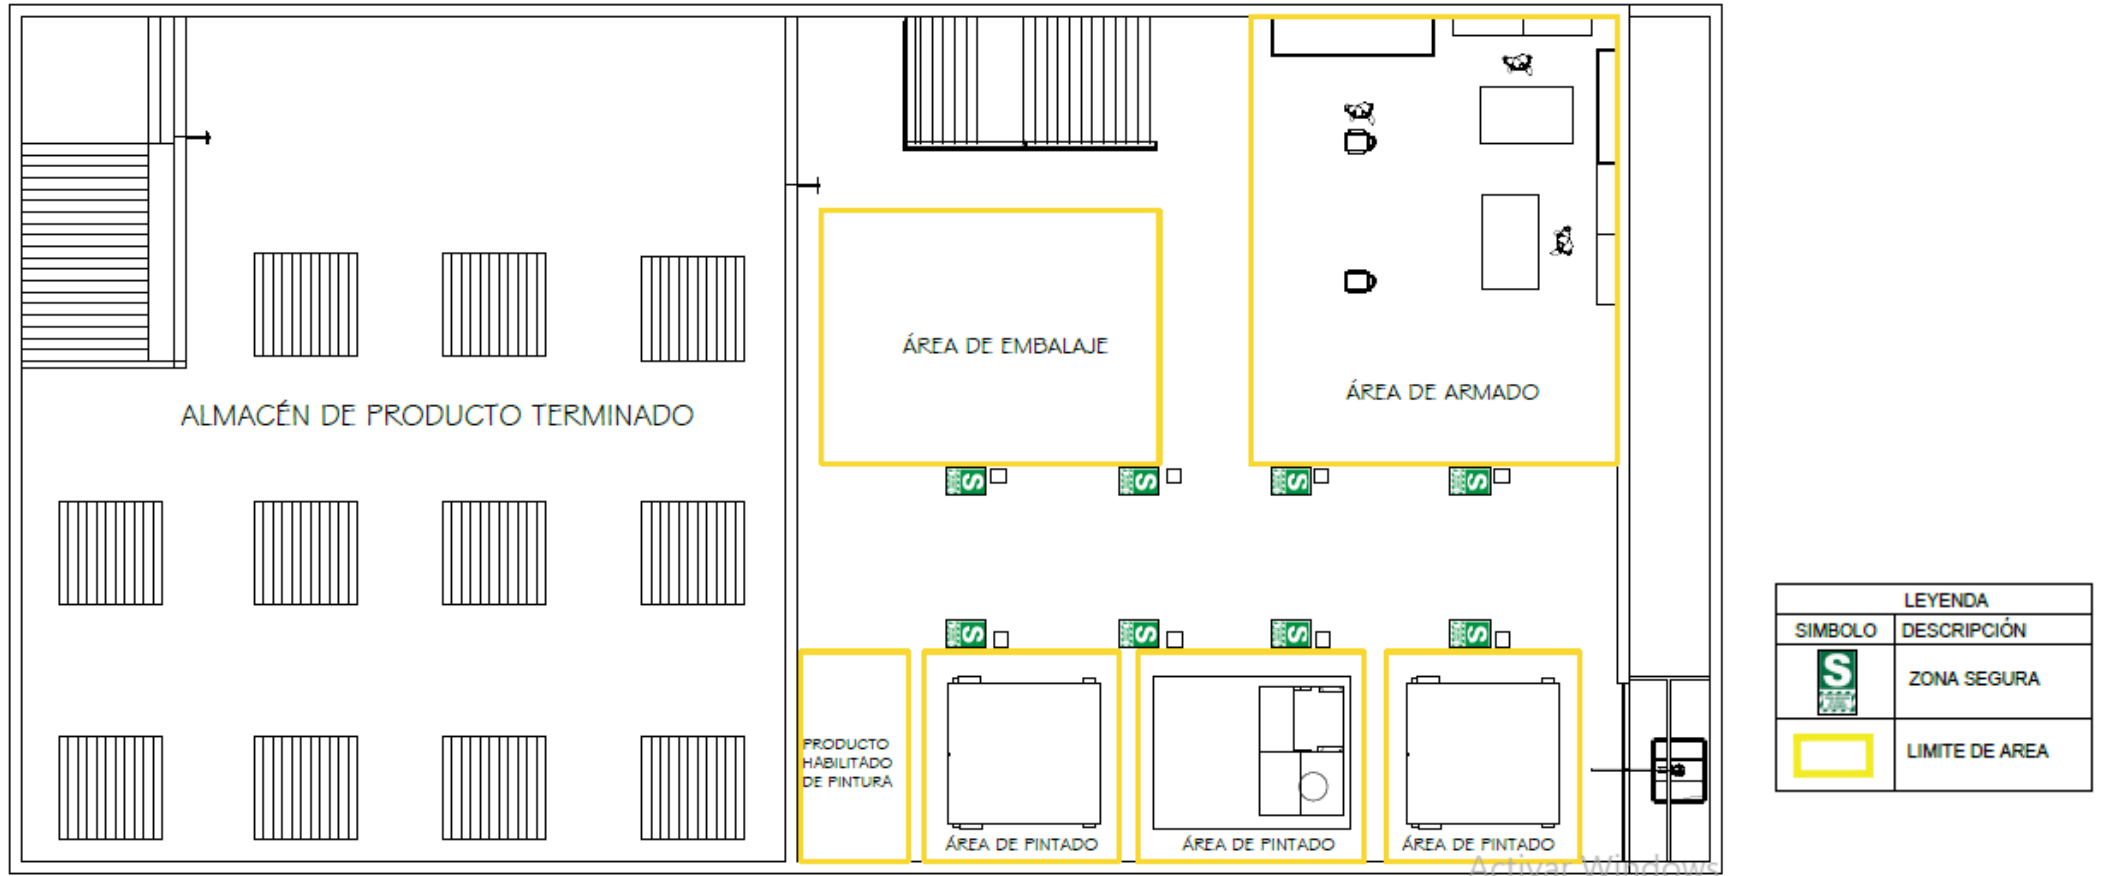 ÁREA DE EMBALAJE
ÁREA DE ARMADO
ALMACÉN DE PRODUCTO TERMINADO
S
S
S
S
S
S
S
S
PRODUCTO
HABILITADO
DE PINTURA
ÁREA DE PINTADO
ÁREA DE PINTADO
ÁREA DE PINTADO
Activar Windows
LEYENDA
SIMBOLO DESCRIPCIÓN
S ZONA SEGURA
LIMITE DE AREA